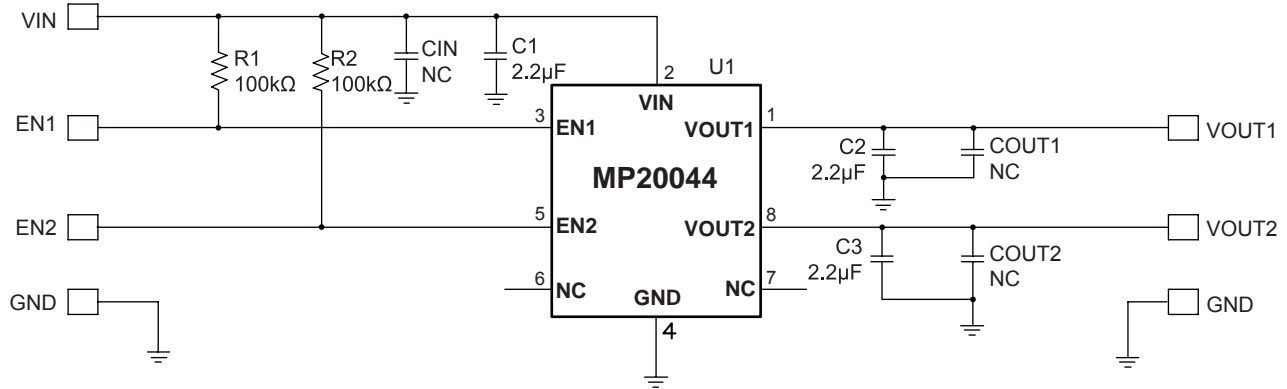 VIN
R1
100kΩ
R2
100kΩ
CIN
NC
C1
2.2µF
2
U1
VIN
EN1
3
EN1
VOUT1
1
C2
2.2µF
COUT1
NC
VOUT1
MP20044
EN2
5
EN2
VOUT2
8
C3
2.2µF
COUT2
NC
VOUT2
6
NC
GND
NC
7
GND
4
GND